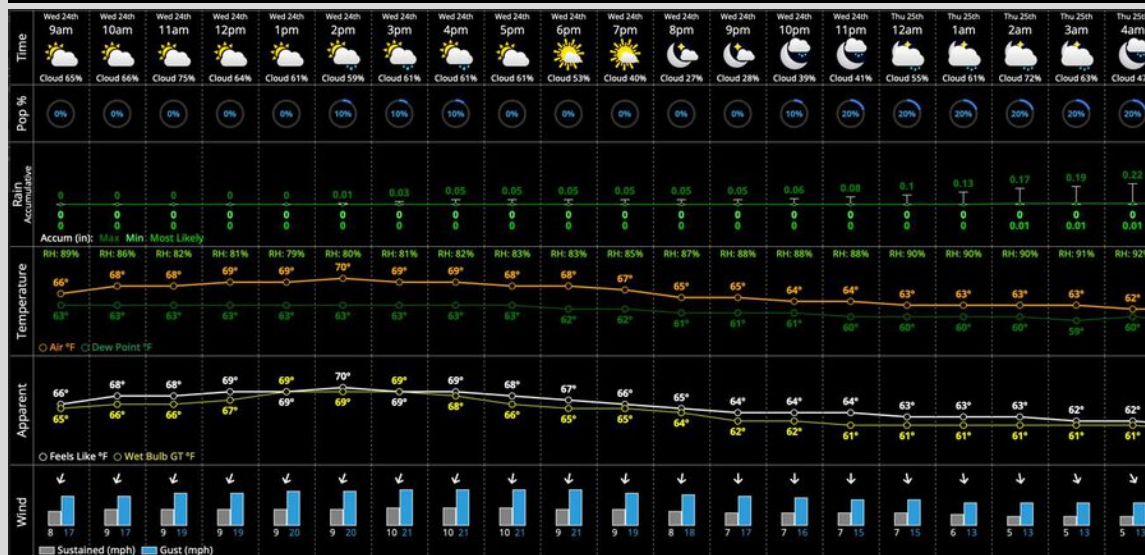 Time
Wed 24th Wed 24th Wed 24th Wed 24th Wed 24th Wed 24th Wed 24th Wed 24th Wed 24th Wed 24th Wed 24th Wed 24th Wed 24th Wed 24th Wed 24th Thu 25th Thu 25th Thu 25th Thu 25th Thu 25t
9am 10am 11am 12pm 1pm 2pm 3pm 4pm 5pm 6pm 7pm 8pm 9pm 10pm 11pm 12am 1am 2am 3am 4am
Cloud 65% Cloud 66% Cloud 75% Cloud 64% Cloud 61% Cloud 59% Cloud 61% Cloud 61% Cloud 61% Cloud 53% Cloud 40% Cloud 27% Cloud 28% Cloud 39% Cloud 41% Cloud 55% Cloud 61% Cloud 72% Cloud 63% Cloud 47
Pop %
0% 0% 0% 0% 0% 10% 10% 10% 0% 0% 0% 0% 0% 10% 20% 20% 20% 20% 20% 20%
Rain
Accumulative
0 0 0 0 0 0.01 0.03 0.05 0.05 0.05 0.05 0.05 0.05 0.06 0.08 0.1 0.13 0.17 0.19 0.22
0 0 0 0 0 0 0 0 0 0 0 0 0 0 0 0 0 0 0 0
0 0 0 0 0 0 0 0 0 0 0 0 0 0 0 0 0 0.01 0.01 0.01
Accum (in): Max Min Most Likely
Temperature
RH: 89% RH: 86% RH: 82% RH: 81% RH: 79% RH: 80% RH: 81% RH: 82% RH: 83% RH: 83% RH: 85% RH: 87% RH: 88% RH: 88% RH: 88% RH: 90% RH: 90% RH: 90% RH: 91% RH: 92%
66° 68° 68° 69° 69° 70° 69° 69° 68° 68° 67° 65° 65° 64° 64° 63° 63° 63° 63° 62°
63° 63° 63° 63° 63° 63° 63° 63° 63° 62° 62° 61° 61° 61° 60° 60° 60° 60° 59° 60°
Air °F Dew Point °F
Apparent
66° 68° 68° 69° 69° 70° 69° 69° 68° 67° 66° 65° 64° 64° 64° 63° 63° 63° 62° 62°
65° 66° 66° 67° 69° 69° 69° 68° 66° 65° 65° 64° 62° 62° 61° 61° 61° 61° 61° 61°
Feels Like °F Wet Bulb GT °F
Wind
8 17 9 17 9 19 9 19 9 20 9 20 10 21 10 21 9 21 9 21 9 19 8 18 7 17 7 16 7 15 7 15 6 13 5 13 5 13 5
Sustained (mph) Gust (mph)